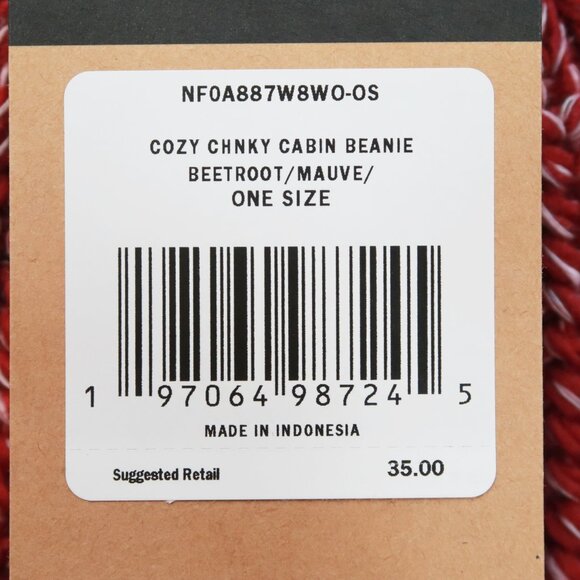 NF0A887W8WO-OS
COZY CHNKY CABIN BEANIE
BEETROOT/MAUVE/
ONE SIZE
1 97064 98724 5
MADE IN INDONESIA
Suggested Retail 35.00